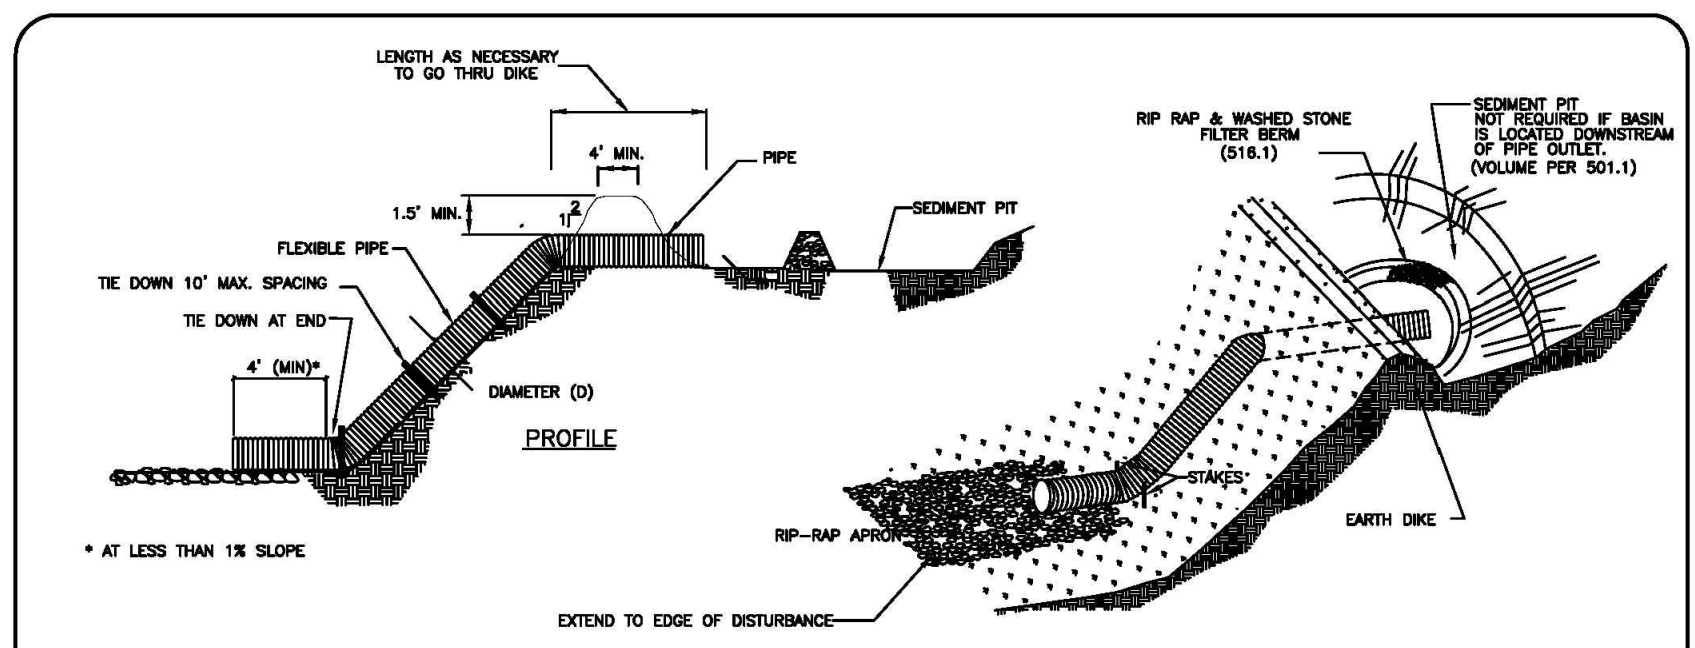 LENGTH AS NECESSARY
TO GO THRU DIKE
4' MIN.
PIPE
1.5' MIN.
1
2
FLEXIBLE PIPE
TIE DOWN 10' MAX. SPACING
TIE DOWN AT END
4' (MIN)*
DIAMETER (D)
PROFILE
* AT LESS THAN 1% SLOPE
SEDIMENT PIT
RIP RAP & WASHED STONE
FILTER BERM
(516.1)
SEDIMENT PIT
NOT REQUIRED IF BASIN
IS LOCATED DOWNSTREAM
OF PIPE OUTLET.
(VOLUME PER 501.1)
STAKES
EARTH DIKE
RIP-RAP APRON
EXTEND TO EDGE OF DISTURBANCE